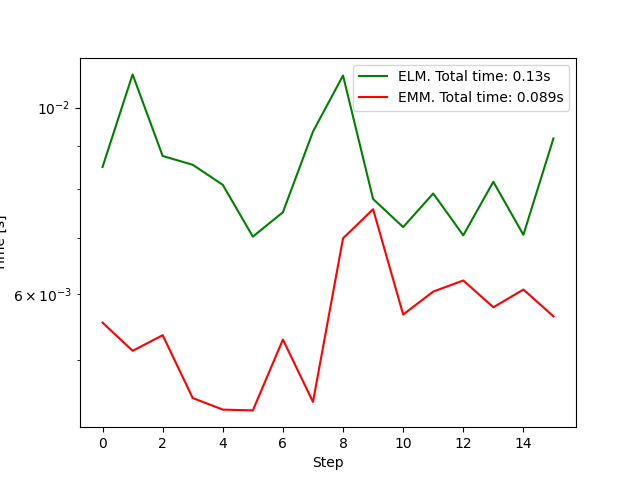 ELM. Total time: 0.13s
EMM. Total time: 0.089s
10⁻²
6 × 10⁻³
Time [s]
0 2 4 6 8 10 12 14
Step